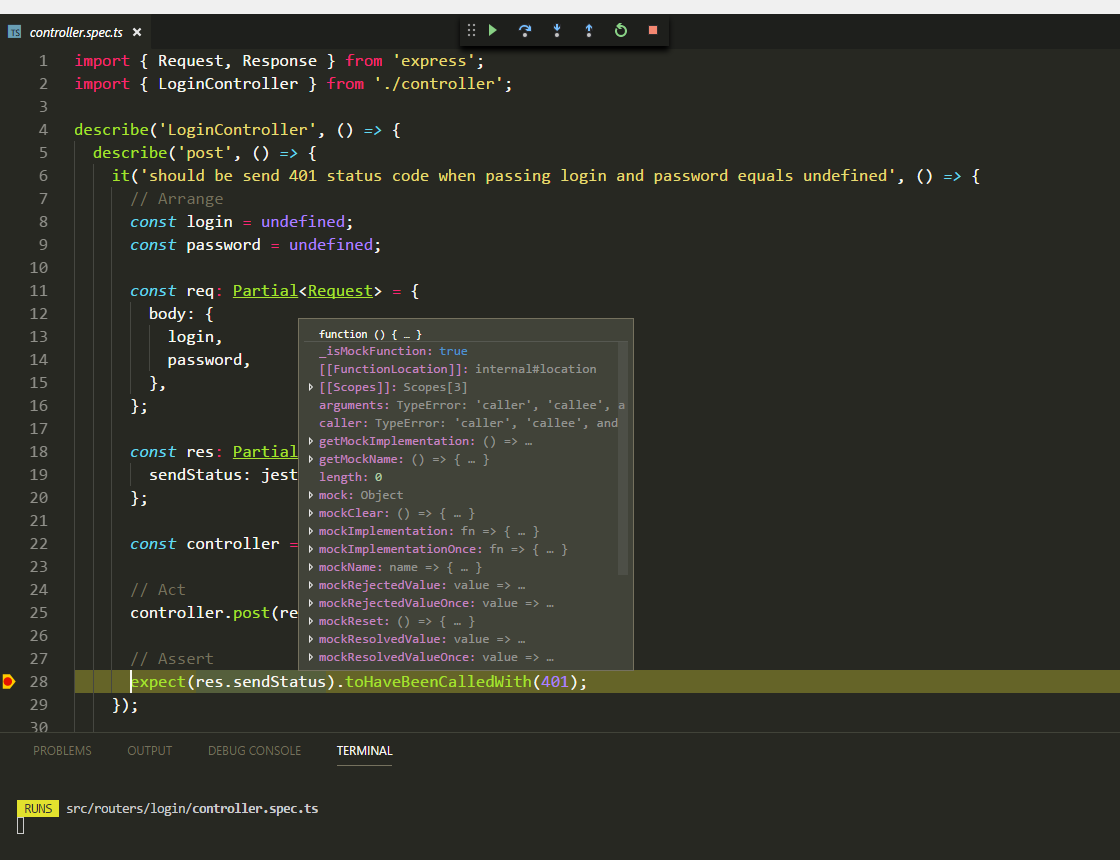 TS controller.spec.ts ×
1 import { Request, Response } from 'express';
2 import { LoginController } from './controller';
3
4 describe('LoginController', () => {
5 describe('post', () => {
6 it('should be send 401 status code when passing login and password equals undefined', () => {
7 // Arrange
8 const login = undefined;
9 const password = undefined;
10
11 const req: Partial<Request> = {
12 body: {
13 login,
14 password,
15 },
16 };
17
18 const res: Partial
19 sendStatus: jest
20 };
21
22 const controller =
23
24 // Act
25 controller.post(re
26
27 // Assert
28 expect(res.sendStatus).toHaveBeenCalledWith(401);
29 });
30
function () { … }
_isMockFunction: true
[[FunctionLocation]]: internal#location
[[Scopes]]: Scopes[3]
arguments: TypeError: 'caller', 'callee', a
caller: TypeError: 'caller', 'callee', and
getMockImplementation: () => …
getMockName: () => { … }
length: 0
mock: Object
mockClear: () => { … }
mockImplementation: fn => { … }
mockImplementationOnce: fn => { … }
mockName: name => { … }
mockRejectedValue: value => …
mockRejectedValueOnce: value => …
mockReset: () => { … }
mockResolvedValue: value => …
mockResolvedValueOnce: value => …
PROBLEMS OUTPUT DEBUG CONSOLE TERMINAL
RUNS src/routers/login/controller.spec.ts